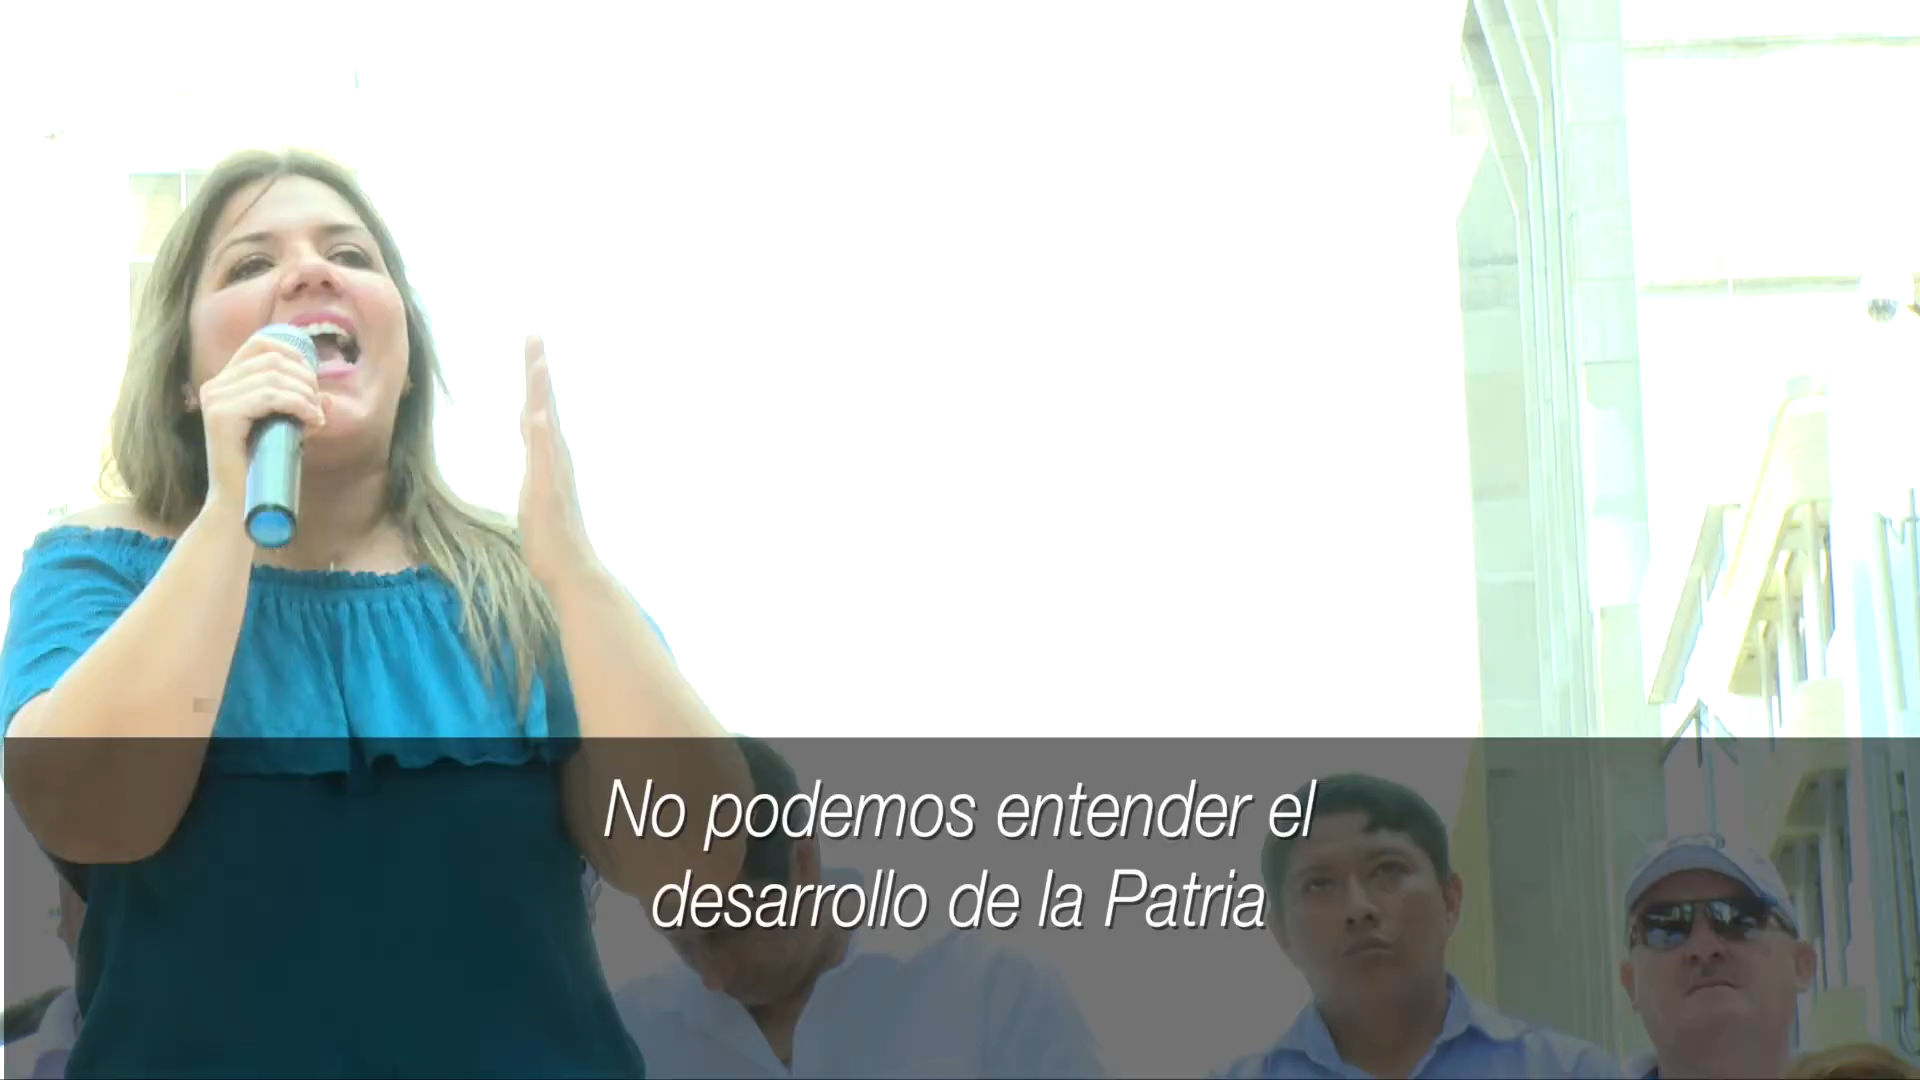 No podemos entender el
desarrollo de la Patria